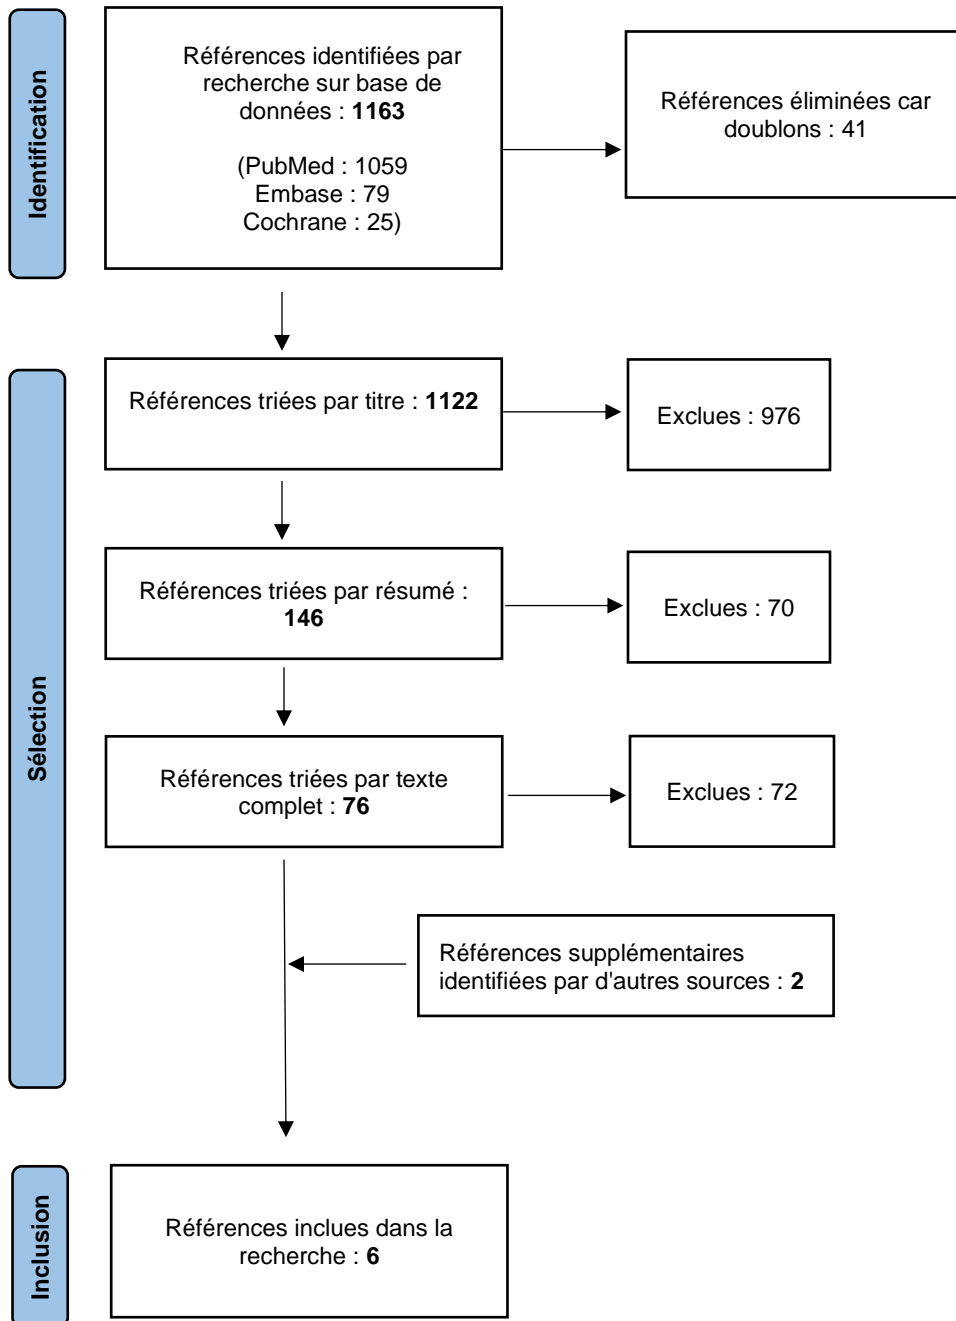 Identification
Références identifiées par
recherche sur base de
données : 1163
(PubMed : 1059
Embase : 79
Cochrane : 25)
Références éliminées car
doublons : 41
Sélection
Références triées par titre : 1122
Exclues : 976
Références triées par résumé :
146
Exclues : 70
Références triées par texte
complet : 76
Exclues : 72
Références supplémentaires
identifiées par d'autres sources : 2
Inclusion
Références inclues dans la
recherche : 6